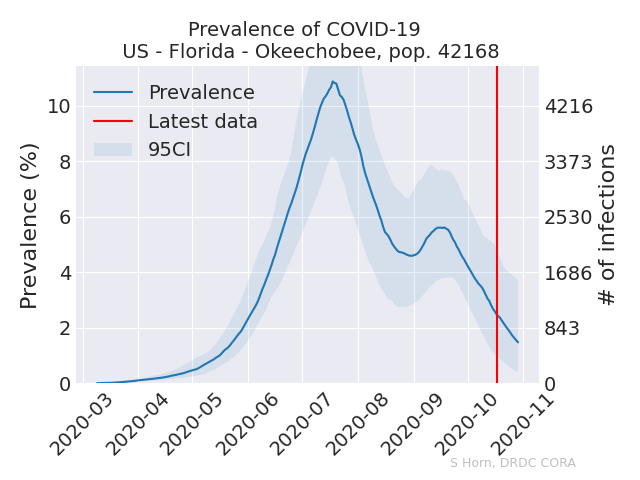 Prevalence of COVID-19
US - Florida - Okeechobee, pop. 42168
Prevalence
Latest data
95CI
Prevalence (%)
10
8
6
4
2
0
4216
3373
2530
1686
843
0
# of infections
2020-03
2020-04
2020-05
2020-06
2020-07
2020-08
2020-09
2020-10
2020-11
S Horn, DRDC CORA